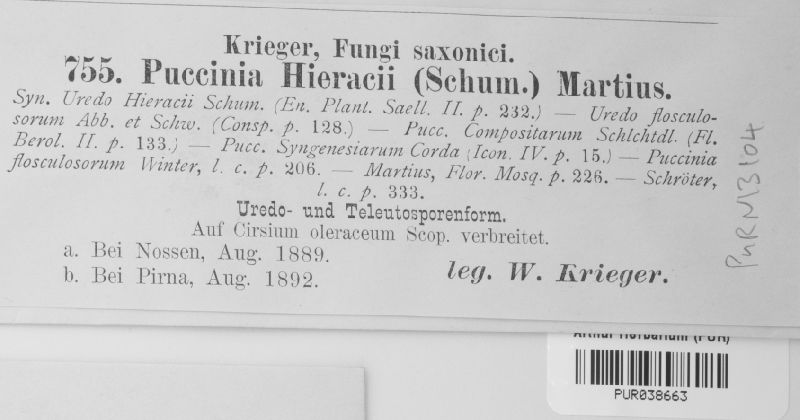 Krieger, Fungi saxonici.
755. Puccinia Hieracii (Schum.) Martius.
Syn. Uredo Hieracii Schum. (En. Plant. Saell. II. p. 232.) — Uredo flosculo-
sorum Abb. et Schw. (Consp. p. 128.) — Pucc. Compositarum Schlchtdl. (Fl.
Berol. II. p. 133.) — Pucc. Syngenesiarum Corda (Icon. IV. p. 15.) — Puccinia
flosculosorum Winter, l. c. p. 206. — Martius, Flor. Mosq. p. 226. — Schröter,
l. c. p. 333.
Uredo- und Teleutosporenform.
Auf Cirsium oleraceum Scop. verbreitet.
a. Bei Nossen, Aug. 1889.
b. Bei Pirna, Aug. 1892.
leg. W. Krieger.
PURN13104
Arthur Herbarium (PUR)
PUR038663